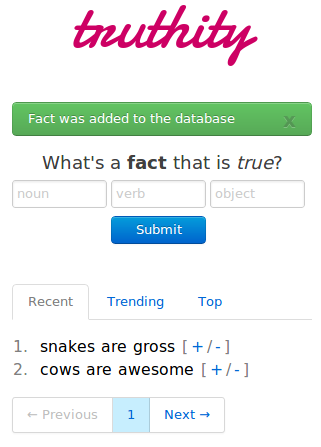 truthity
Fact was added to the database x
What's a fact that is true?
noun verb object
Submit
Recent Trending Top
1. snakes are gross [ + / - ]
2. cows are awesome [ + / - ]
← Previous 1 Next →